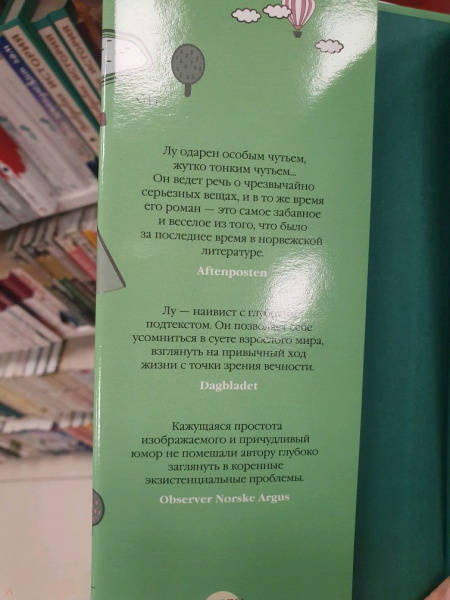 Лу одарен особым чутьем,
жутко тонким чутьем...
Он ведет речь о чрезвычайно
серьезных вещах, и в то же время
его роман — это самое забавное
и веселое из того, что было
за последнее время в норвежской
литературе.
Aftenposten
Лу — наивист с
подтекстом. Он себе
усомниться в суете взрослого мира,
взглянуть на привычный ход
жизни с точки зрения вечности.
Dagbladet
Кажущаяся простота
изображаемого и причудливый
юмор не помешали автору глубоко
заглянуть в коренные
экзистенциальные проблемы.
Observer Norske Argus
ИСТОРИИ
ИСТОРИИ